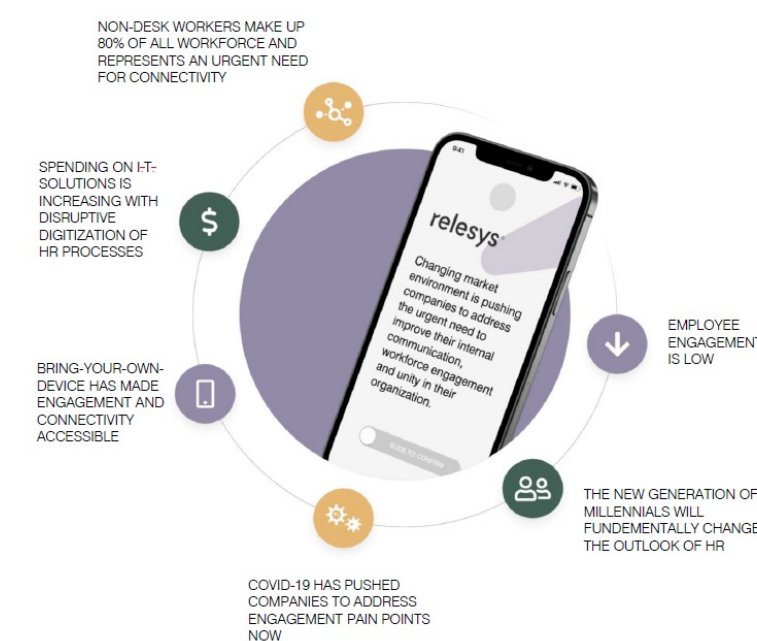 NON-DESK WORKERS MAKE UP
80% OF ALL WORKFORCE AND
REPRESENTS AN URGENT NEED
FOR CONNECTIVITY
SPENDING ON I-T-
SOLUTIONS IS
INCREASING WITH
DISRUPTIVE
DIGITIZATION OF
HR PROCESSES
BRING-YOUR-OWN-
DEVICE HAS MADE
ENGAGEMENT AND
CONNECTIVITY
ACCESSIBLE
COVID-19 HAS PUSHED
COMPANIES TO ADDRESS
ENGAGEMENT PAIN POINTS
NOW
9:41
relesys
Changing market
environment is pushing
companies to address
the urgent need to
improve their internal
communication,
workforce engagement
and unity in their
organization.
SLIDE TO CONFIRM
EMPLOYEE
ENGAGEMENT
IS LOW
THE NEW GENERATION OF
MILLENNIALS WILL
FUNDEMENTALLY CHANGE
THE OUTLOOK OF HR